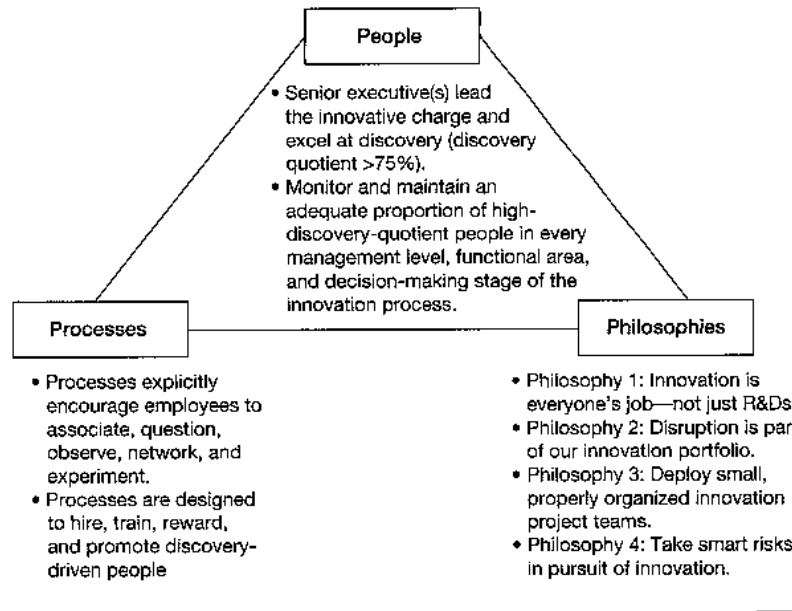 People
• Senior executive(s) lead
the innovative charge and
excel at discovery (discovery
quotient >75%).
• Monitor and maintain an
adequate proportion of high-
discovery-quotient people in every
management level, functional area,
and decision-making stage of the
innovation process.
Processes
• Processes explicitly
encourage employees to
associate, question,
observe, network, and
experiment.
• Processes are designed
to hire, train, reward,
and promote discovery-
driven people
Philosophies
• Philosophy 1: Innovation is
everyone's job—not just R&Ds
• Philosophy 2: Disruption is par
of our innovation portfolio.
• Philosophy 3: Deploy small,
properly organized innovation
project teams.
• Philosophy 4: Take smart risks
in pursuit of innovation.